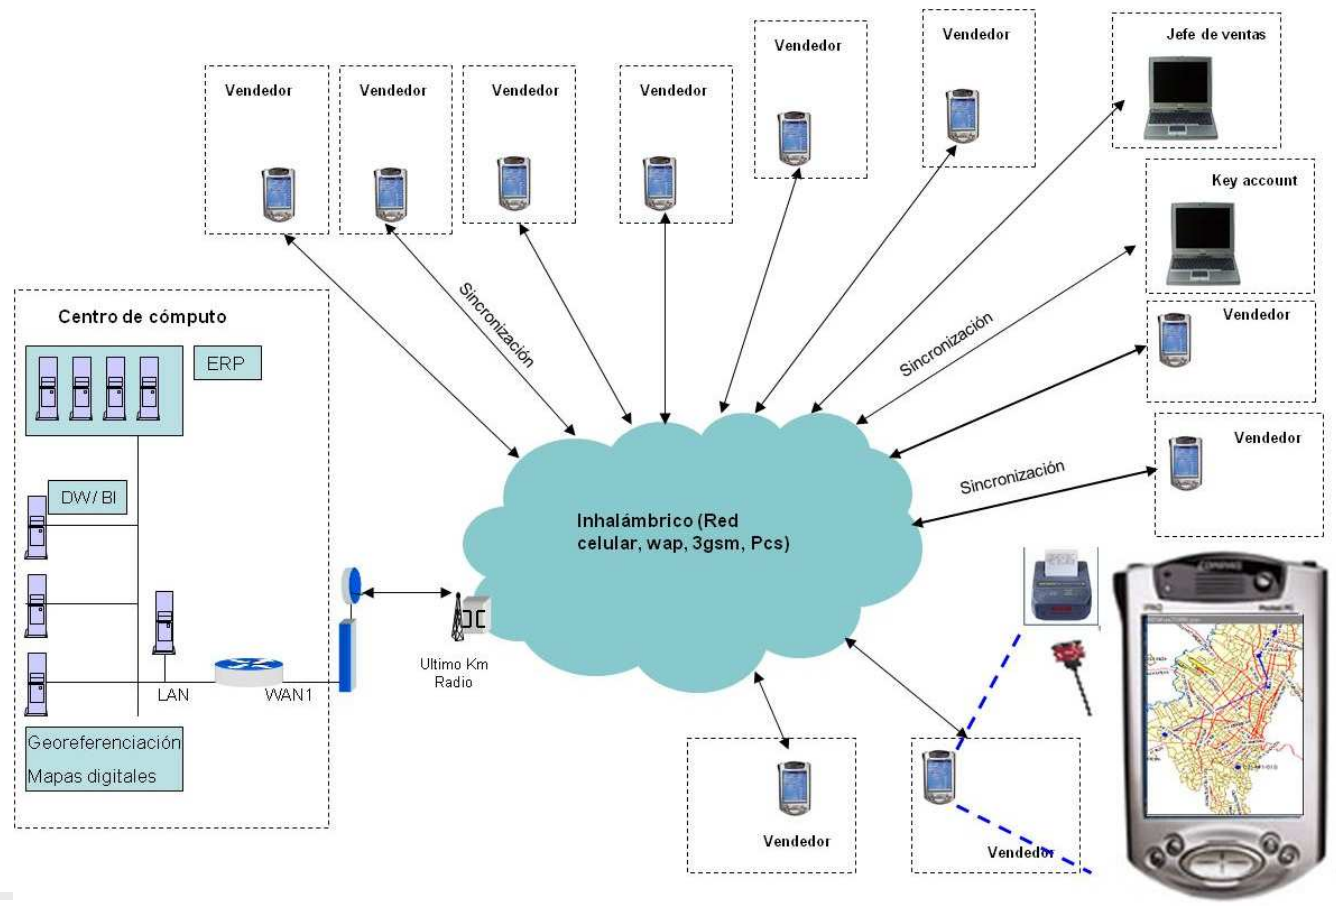 Vendedor
Vendedor
Vendedor
Vendedor
Vendedor
Vendedor
Jefe de ventas
Key account
Vendedor
Vendedor
Sincronización
Sincronización
Sincronización
Centro de cómputo
ERP
DW/ BI
LAN
WAN1
Georeferenciación
Mapas digitales
Ultimo Km
Radio
Inhalámbrico (Red
celular, wap, 3gsm, Pcs)
Vendedor
Vendedor
Pocket PC